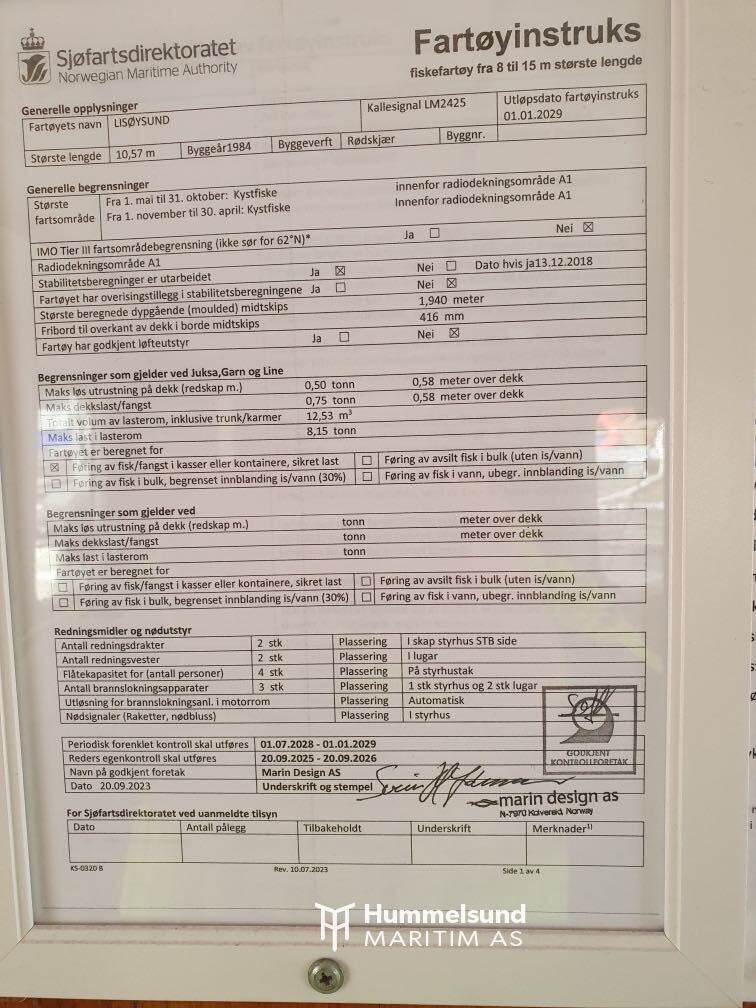 Sjøfartsdirektoratet
Norwegian Maritime Authority
Fartøyinstruks
fiskefartøy fra 8 til 15 m største lengde
Generelle opplysninger
Fartøyets navn LISØYSUND Kallesignal LM2425 Utløpsdato fartøyinstruks 01.01.2029
Største lengde 10,57 m Byggeår1984 Byggeverft Rødskjær Byggnr.
Generelle begrensninger
Største fartsområde
Fra 1. mai til 31. oktober: Kystfiske innenfor radiodekningsområde A1
Fra 1. november til 30. april: Kystfiske Innenfor radiodekningsområde A1
IMO Tier III fartsområdebegrensning (ikke sør for 62°N)* Ja ☐ Nei ☒
Radiodekningsområde A1
Stabilitetsberegninger er utarbeidet Ja ☒ Nei ☐ Dato hvis ja13.12.2018
Fartøyet har overisingstillegg i stabilitetsberegningene Ja ☐ Nei ☒
Største beregnede dypgående (moulded) midtskips 1,940 meter
Fribord til overkant av dekk i borde midtskips 416 mm
Fartøy har godkjent løfteutstyr Ja ☐ Nei ☒
Begrensninger som gjelder ved Juksa,Garn og Line
Maks løs utrustning på dekk (redskap m.) 0,50 tonn 0,58 meter over dekk
Maks dekkslast/fangst 0,75 tonn 0,58 meter over dekk
Totalt volum av lasterom, inklusive trunk/karmer 12,53 m³
Maks last i lasterom 8,15 tonn
Fartøyet er beregnet for
☒ Føring av fisk/fangst i kasser eller kontainere, sikret last ☐ Føring av avsilt fisk i bulk (uten is/vann)
☐ Føring av fisk i bulk, begrenset innblanding is/vann (30%) ☐ Føring av fisk i vann, ubegr. innblanding is/vann
Begrensninger som gjelder ved
Maks løs utrustning på dekk (redskap m.) tonn meter over dekk
Maks dekkslast/fangst tonn meter over dekk
Maks last i lasterom tonn
Fartøyet er beregnet for
☐ Føring av fisk/fangst i kasser eller kontainere, sikret last ☐ Føring av avsilt fisk i bulk (uten is/vann)
☐ Føring av fisk i bulk, begrenset innblanding is/vann (30%) ☐ Føring av fisk i vann, ubegr. innblanding is/vann
Redningsmidler og nødutstyr
Antall redningsdrakter 2 stk Plassering I skap styrhus STB side
Antall redningsvester 2 stk Plassering I lugar
Flåtekapasitet for (antall personer) 4 stk Plassering På styrhustak
Antall brannslokningsapparater 3 stk Plassering 1 stk styrhus og 2 stk lugar
Utløsning for brannslokningsanl. i motorrom Plassering Automatisk
Nødsignaler (Raketter, nødbluss) Plassering I styrhus
GODKJENT
KONTROLLFORETAK
Periodisk forenklet kontroll skal utføres 01.07.2028 - 01.01.2029
Reders egenkontroll skal utføres 20.09.2025 - 20.09.2026
Navn på godkjent foretak Marin Design AS
Dato 20.09.2023 Underskrift og stempel
marin design as
N-7970 Kolvereid, Norway
For Sjøfartsdirektoratet ved uanmeldte tilsyn
Dato Antall pålegg Tilbakeholdt Underskrift Merknader¹⁾
KS-0320 B Rev. 10.07.2023 Side 1 av 4
Hummelsund
MARITIM AS